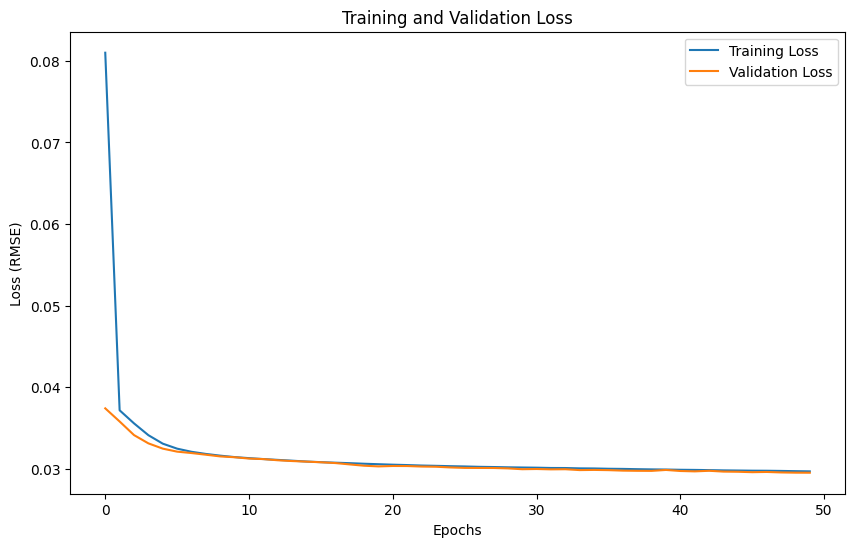 Training and Validation Loss
Training Loss
Validation Loss
0.08
0.07
0.06
0.05
0.04
0.03
Loss (RMSE)
0 10 20 30 40 50
Epochs